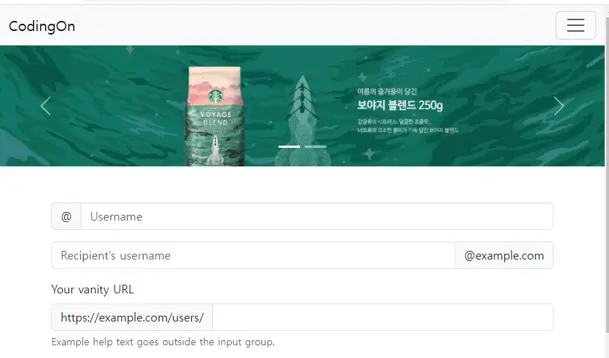 CodingOn
VOYAGE
BLEND
여름의 즐거움이 담긴
보야지 블렌드 250g
@ Username
Recipient's username @example.com
Your vanity URL
https://example.com/users/
Example help text goes outside the input group.